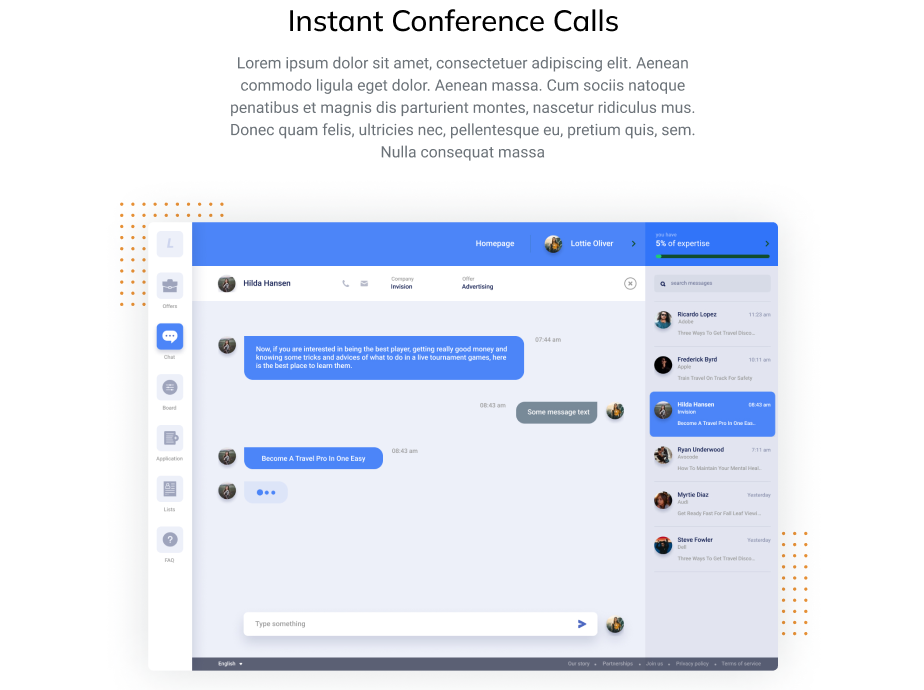 Instant Conference Calls
Lorem ipsum dolor sit amet, consectetuer adipiscing elit. Aenean
commodo ligula eget dolor. Aenean massa. Cum sociis natoque
penatibus et magnis dis parturient montes, nascetur ridiculus mus.
Donec quam felis, ultricies nec, pellentesque eu, pretium quis, sem.
Nulla consequat massa
L
Offers
Chat
Board
Application
Lists
FAQ
Homepage
Lottie Oliver
you have
5% of expertise
Hilda Hansen
Company
Invision
Offer
Advertising
Now, if you are interested in being the best player, getting really good money and
knowing some tricks and advices of what to do in a live tournament games, here
is the best place to learn them.
07:44 am
08:43 am
Some message text
Become A Travel Pro In One Easy
08:43 am
Type something
search messages
Ricardo Lopez 11:23 am
Adobe
Three Ways To Get Travel Disco...
Frederick Byrd 10:11 am
Apple
Train Travel On Track For Safety
Hilda Hansen 08:43 am
Invision
Become A Travel Pro In One Eas..
Ryan Underwood 7:11 am
Avocode
How To Maintain Your Mental Heal..
Myrtie Diaz Yesterday
Audi
Get Ready Fast For Fall Leaf Viewi...
Steve Fowler Yesterday
Dell
Three Ways To Get Travel Disco...
English
Our story • Partnerships • Join us • Privacy policy • Terms of service